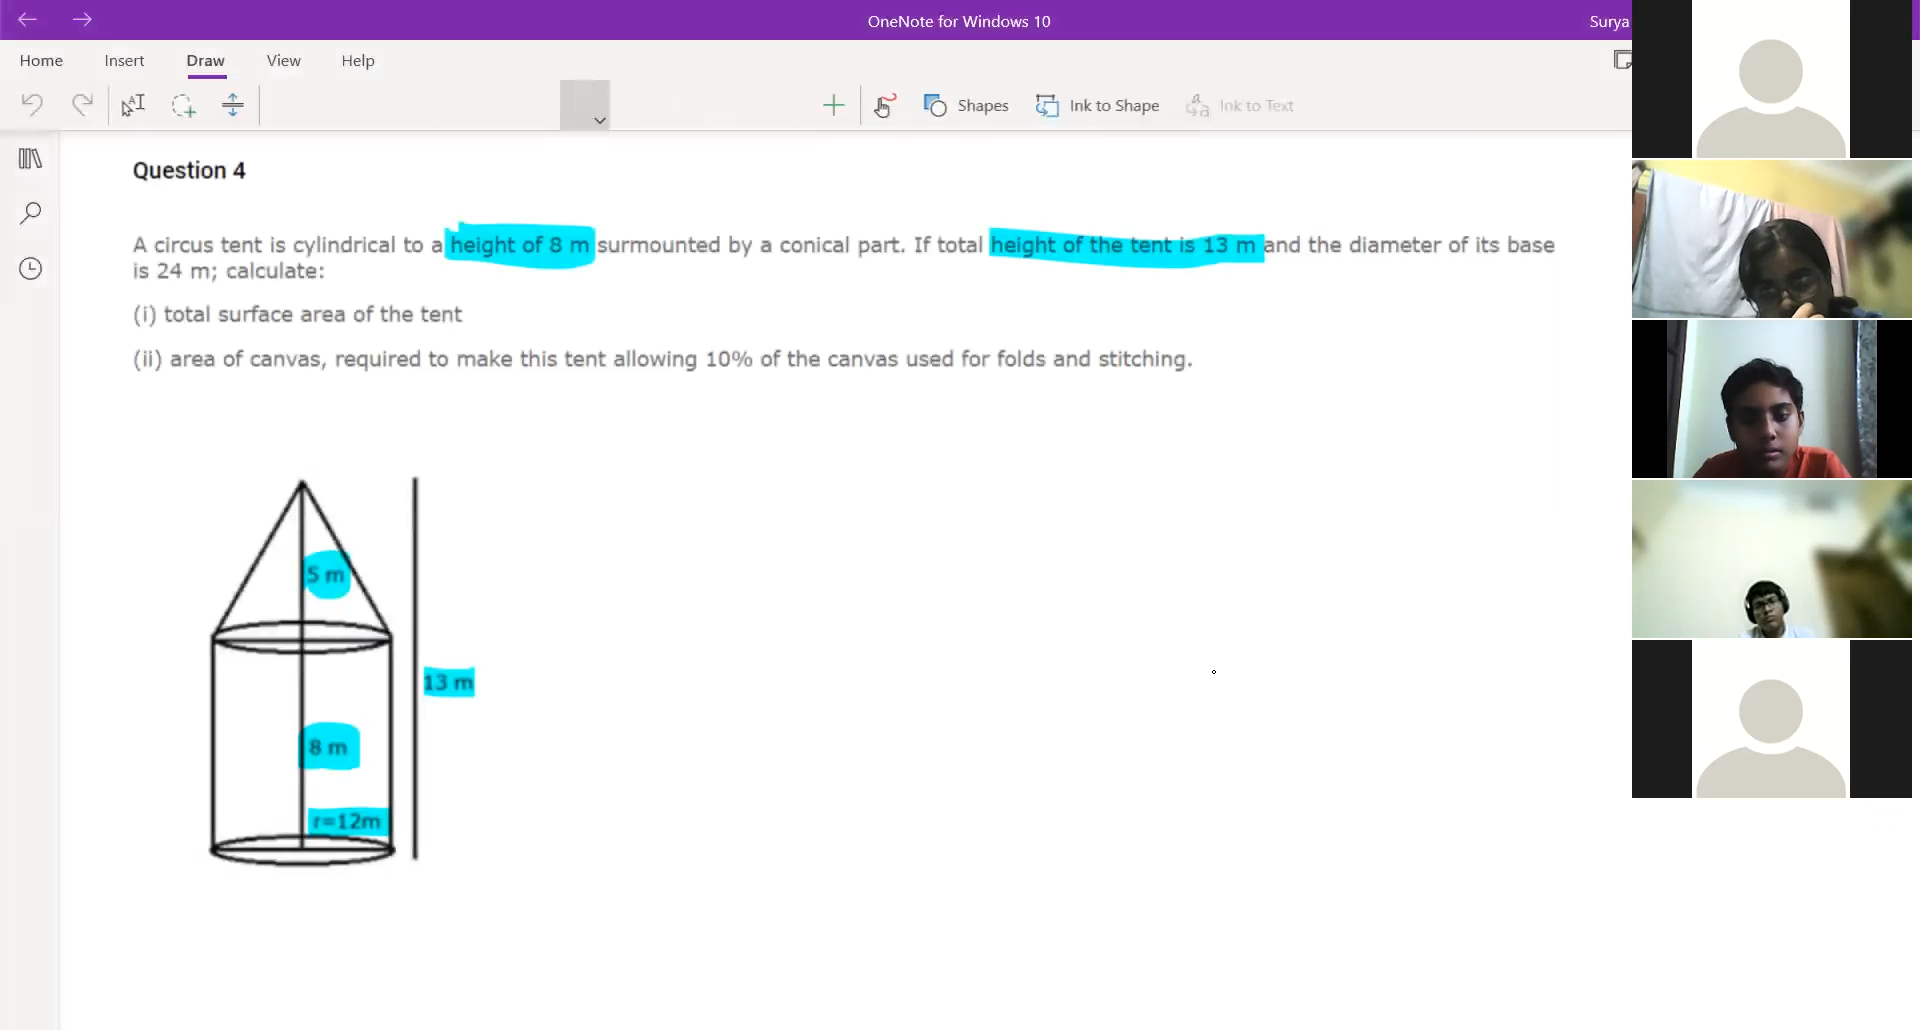 OneNote for Windows 10
Surya
Home Insert Draw View Help
Shapes Ink to Shape Ink to Text
Question 4
A circus tent is cylindrical to a height of 8 m surmounted by a conical part. If total height of the tent is 13 m and the diameter of its base
is 24 m; calculate:
(i) total surface area of the tent
(ii) area of canvas, required to make this tent allowing 10% of the canvas used for folds and stitching.
5 m
13 m
8 m
r=12m